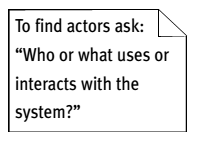 To find actors ask:
“Who or what uses or
interacts with the
system?”